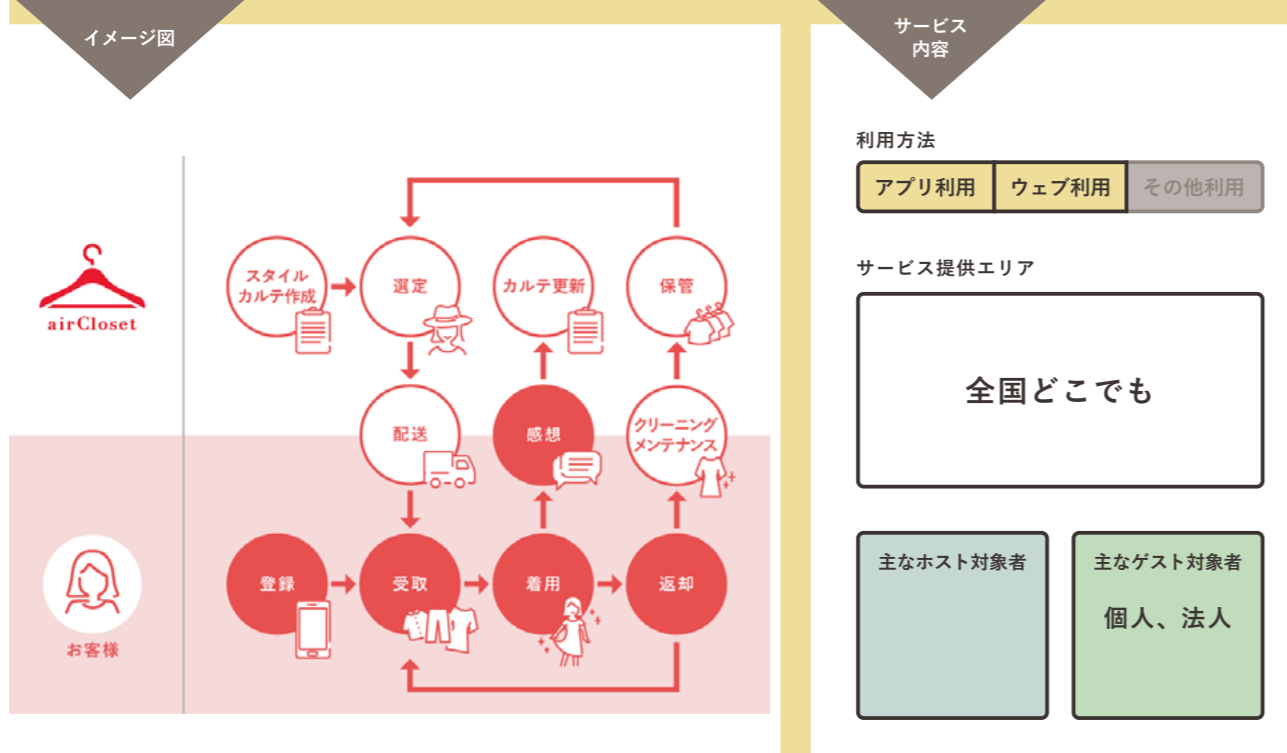 イメージ図
airCloset
スタイル
カルテ作成
選定
カルテ更新
保管
配送
感想
クリーニング
メンテナンス
お客様
登録
受取
着用
返却
サービス
内容
利用方法
アプリ利用
ウェブ利用
その他利用
サービス提供エリア
全国どこでも
主なホスト対象者
主なゲスト対象者
個人、法人